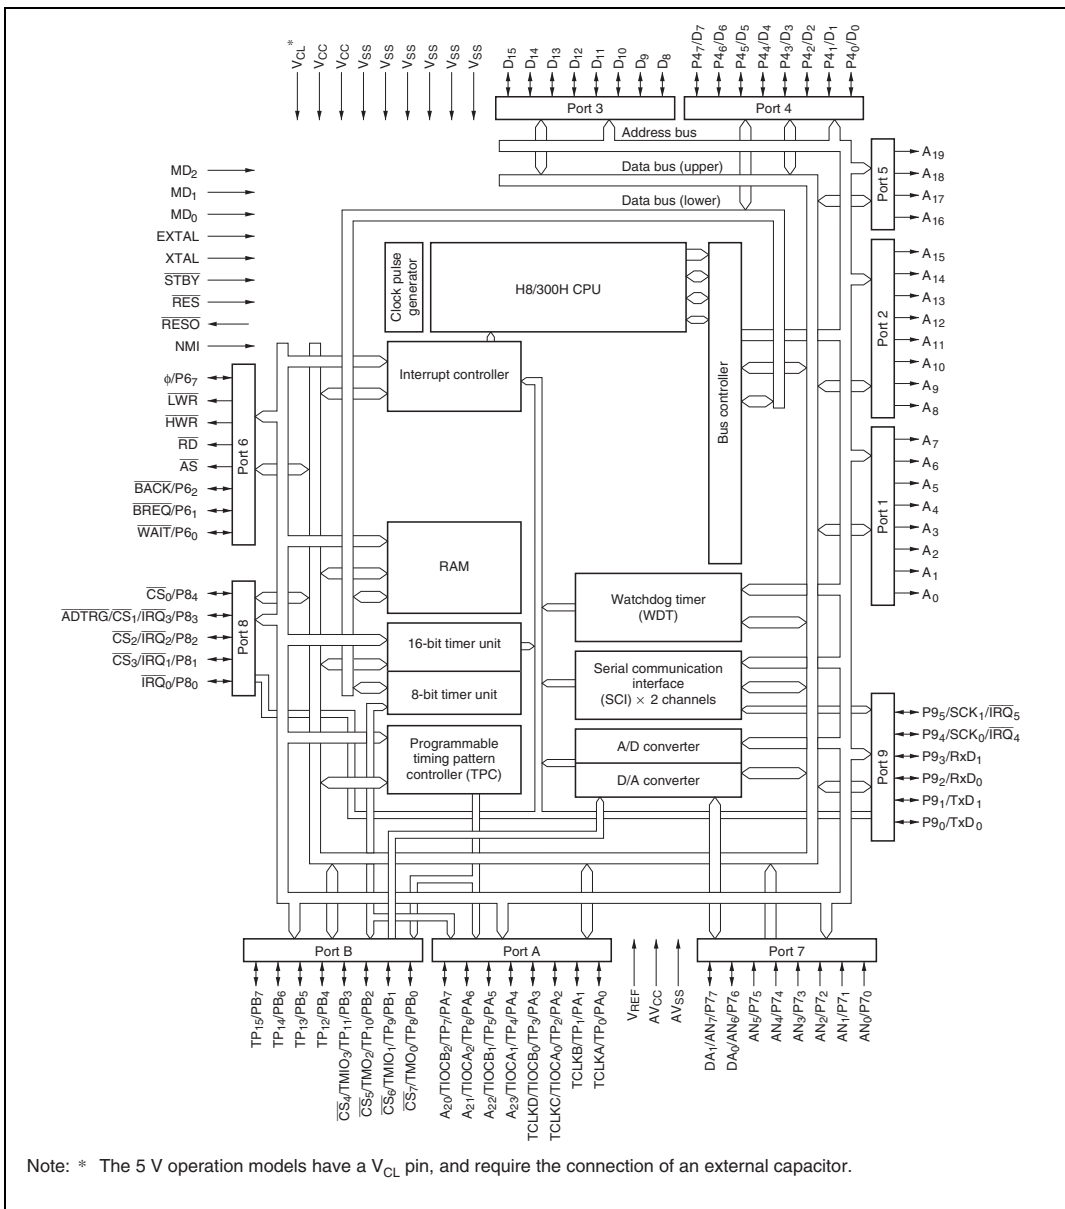 VCL*
VCC
VCC
VSS
VSS
VSS
VSS
VSS
VSS
D15
D14
D13
D12
D11
D10
D9
D8
P47/D7
P46/D6
P45/D5
P44/D4
P43/D3
P42/D2
P41/D1
P40/D0
Port 3
Port 4
Address bus
Data bus (upper)
Data bus (lower)
MD2
MD1
MD0
EXTAL
XTAL
STBY
RES
RESO
NMI
φ/P67
LWR
HWR
RD
AS
BACK/P62
BREQ/P61
WAIT/P60
Port 6
CS0/P84
ADTRG/CS1/IRQ3/P83
CS2/IRQ2/P82
CS3/IRQ1/P81
IRQ0/P80
Port 8
Clock pulse
generator
H8/300H CPU
Interrupt controller
Bus controller
RAM
16-bit timer unit
8-bit timer unit
Programmable
timing pattern
controller (TPC)
Watchdog timer
(WDT)
Serial communication
interface
(SCI) × 2 channels
A/D converter
D/A converter
Port 5
A19
A18
A17
A16
Port 2
A15
A14
A13
A12
A11
A10
A9
A8
Port 1
A7
A6
A5
A4
A3
A2
A1
A0
Port 9
P95/SCK1/IRQ5
P94/SCK0/IRQ4
P93/RxD1
P92/RxD0
P91/TxD1
P90/TxD0
Port B
Port A
Port 7
TP15/PB7
TP14/PB6
TP13/PB5
TP12/PB4
CS4/TMIO3/TP11/PB3
CS5/TMO2/TP10/PB2
CS6/TMIO1/TP9/PB1
CS7/TMO0/TP8/PB0
A20/TIOCB2/TP7/PA7
A21/TIOCA2/TP6/PA6
A22/TIOCB1/TP5/PA5
A23/TIOCA1/TP4/PA4
TCLKD/TIOCB0/TP3/PA3
TCLKC/TIOCA0/TP2/PA2
TCLKB/TP1/PA1
TCLKA/TP0/PA0
VREF
AVCC
AVSS
DA1/AN7/P77
DA0/AN6/P76
AN5/P75
AN4/P74
AN3/P73
AN2/P72
AN1/P71
AN0/P70
Note: * The 5 V operation models have a VCL pin, and require the connection of an external capacitor.